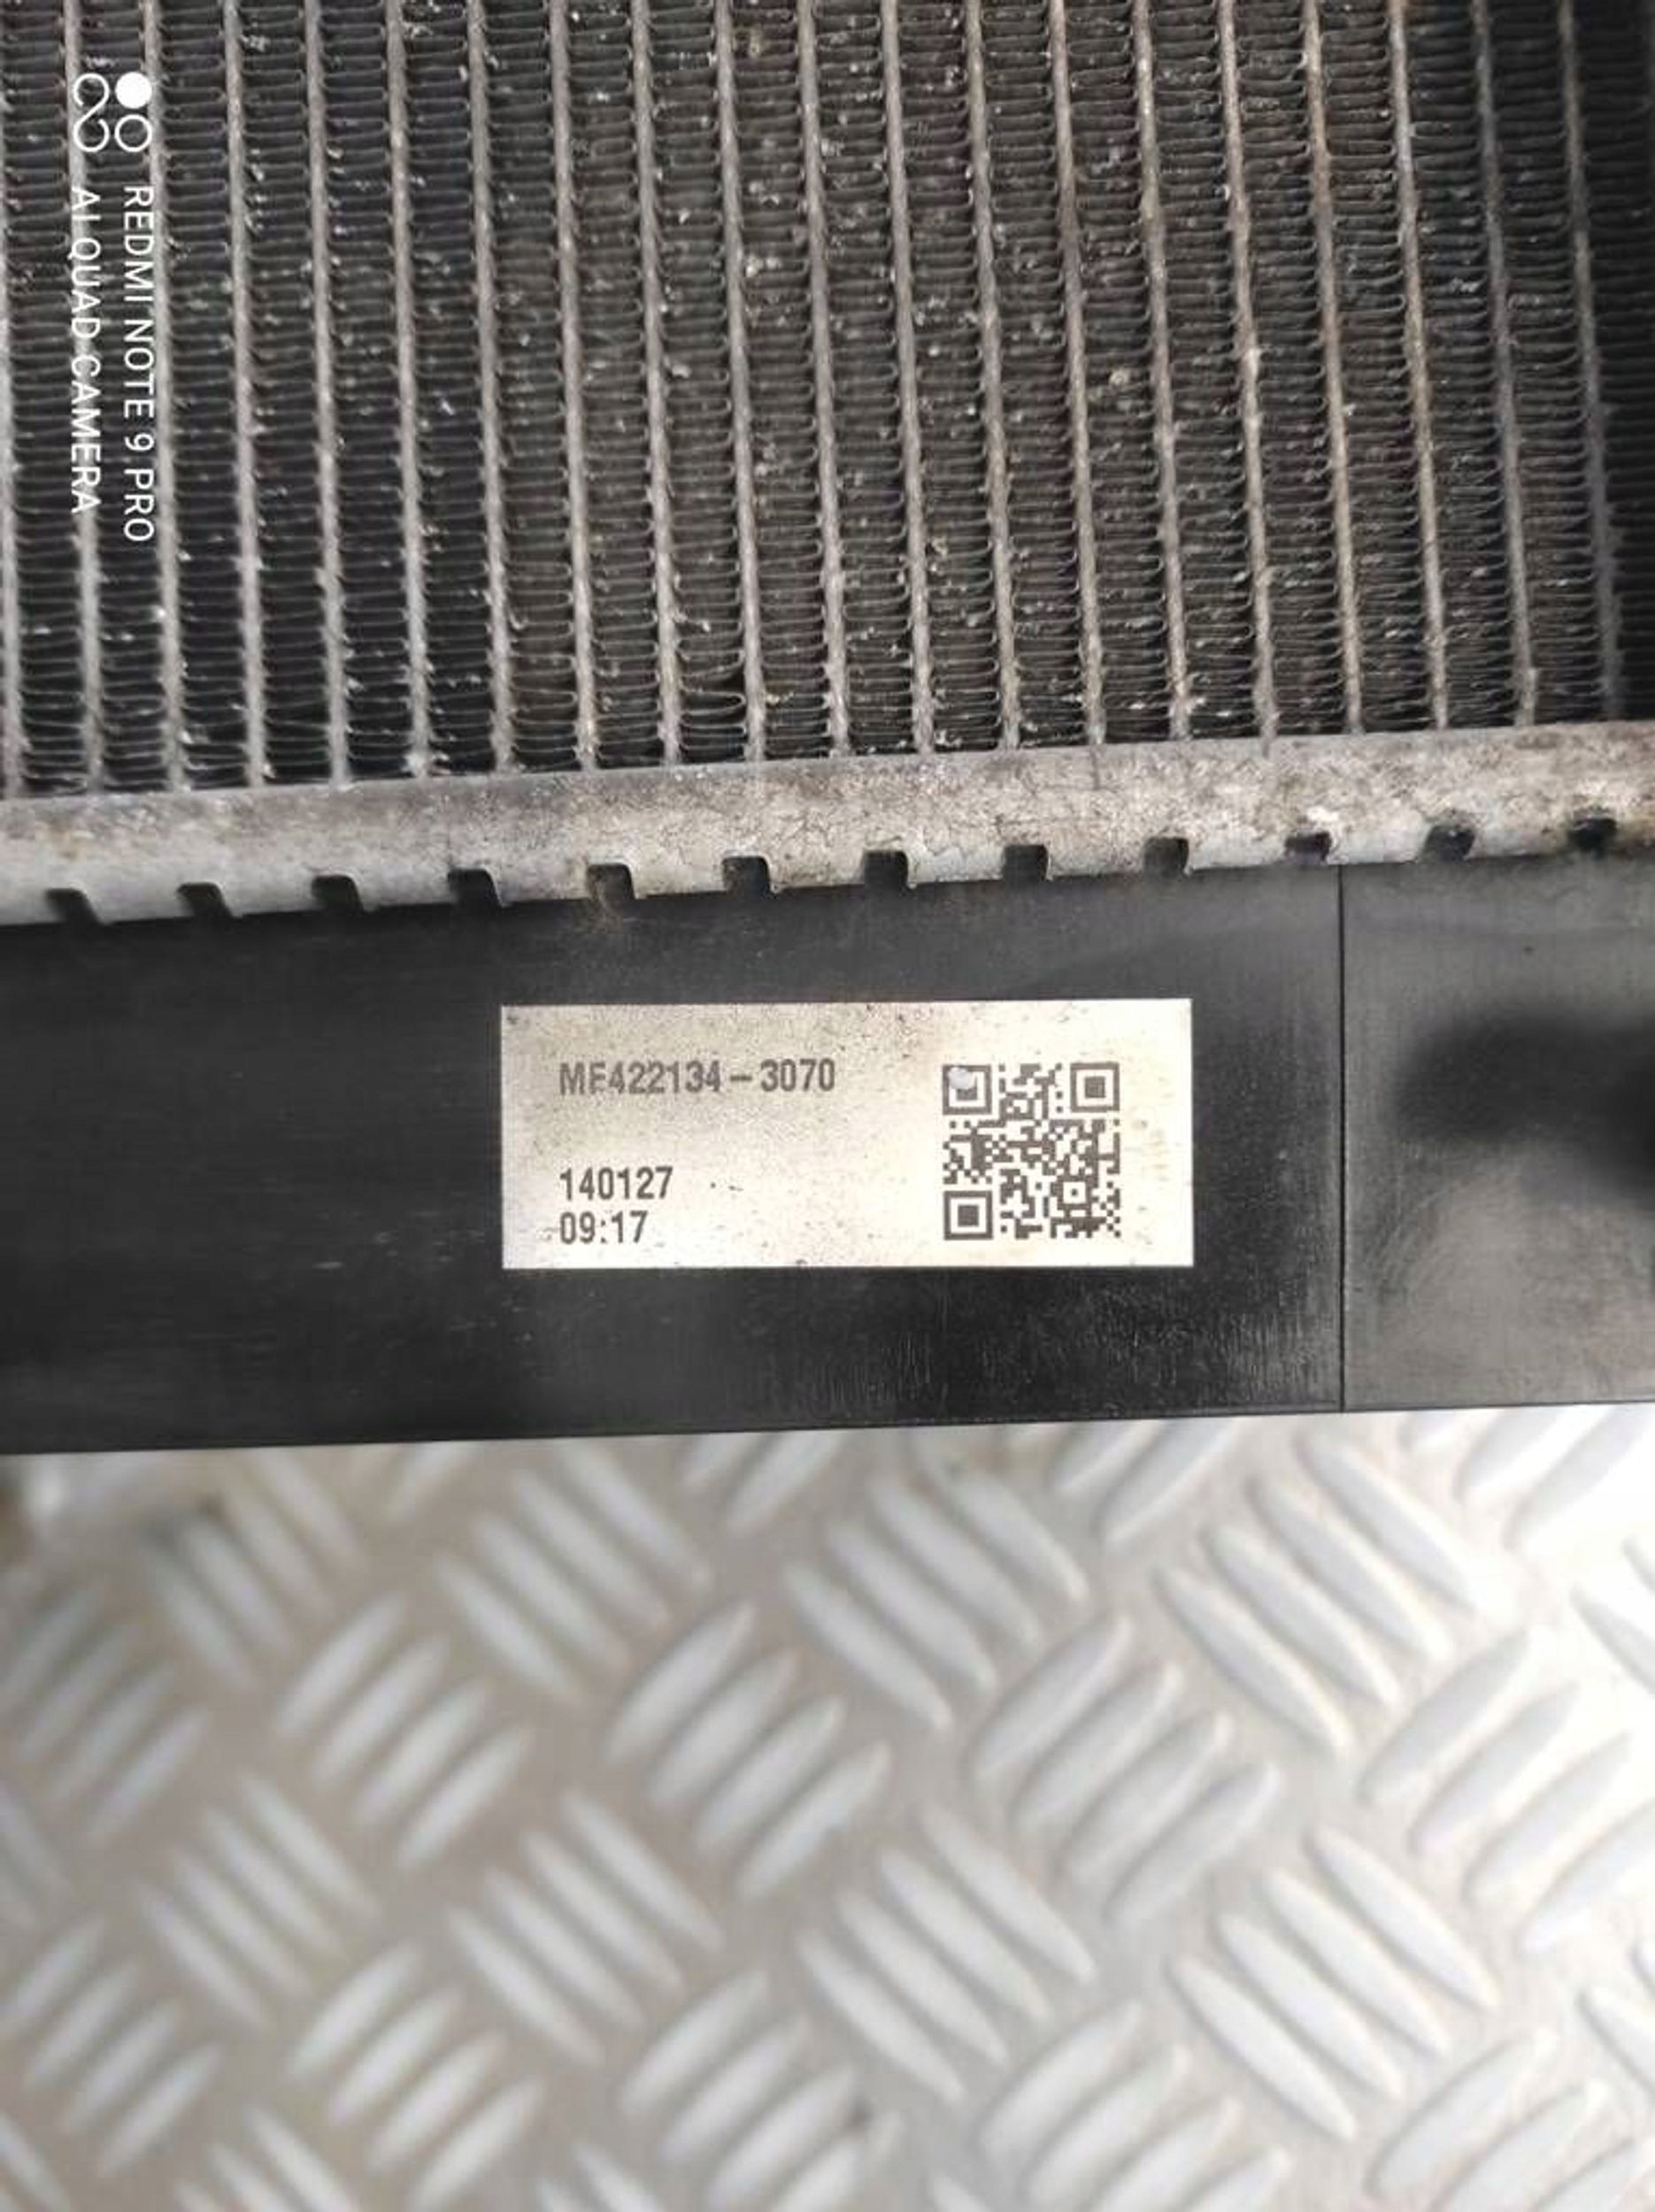 REDMI NOTE 9 PRO
AI QUAD CAMERA
MF422134-3070
140127
09:17